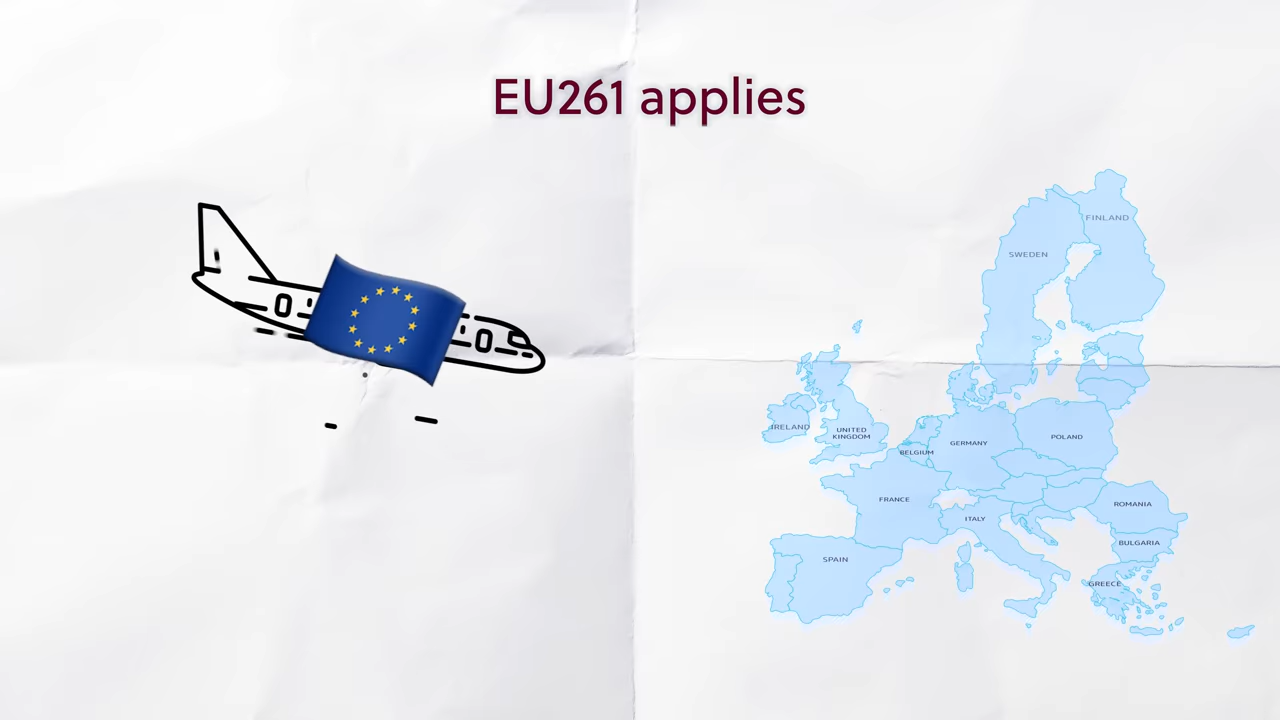 EU261 applies
FINLAND
SWEDEN
IRELAND
UNITED
KINGDOM
BELGIUM
GERMANY
POLAND
FRANCE
ROMANIA
ITALY
BULGARIA
SPAIN
GREECE